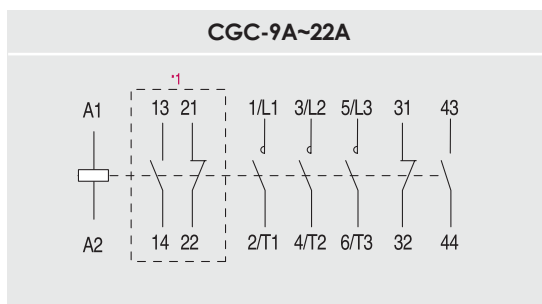 CGC-9A~22A
*1
A1 13 21 1/L1 3/L2 5/L3 31 43
A2 14 22 2/T1 4/T2 6/T3 32 44